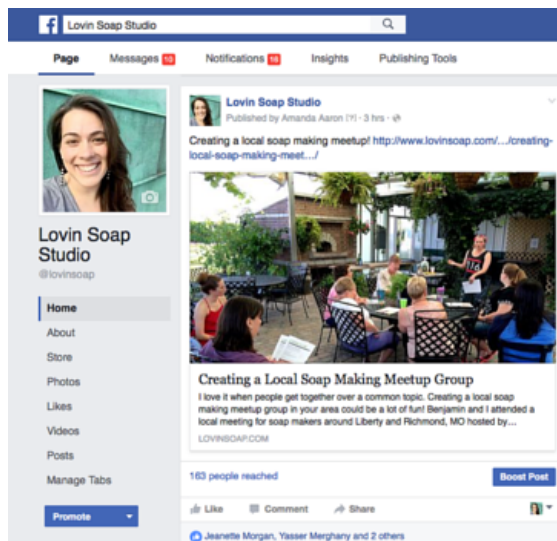 Lovin Soap Studio
Page Messages 10 Notifications 16 Insights Publishing Tools
Lovin Soap Studio
Published by Amanda Aaron [?] · 3 hrs ·
Creating a local soap making meetup! http://www.lovinsoap.com/.../creating-
local-soap-making-meet.../
Lovin Soap
Studio
@lovinsoap
Home
About
Store
Photos
Likes
Videos
Posts
Manage Tabs
Promote
Creating a Local Soap Making Meetup Group
I love it when people get together over a common topic. Creating a local soap
making meetup group in your area could be a lot of fun! Benjamin and I attended a
local meeting for soap makers around Liberty and Richmond, MO hosted by...
LOVINSOAP.COM
163 people reached Boost Post
Like Comment Share
Jeanette Morgan, Yasser Merghany and 2 others